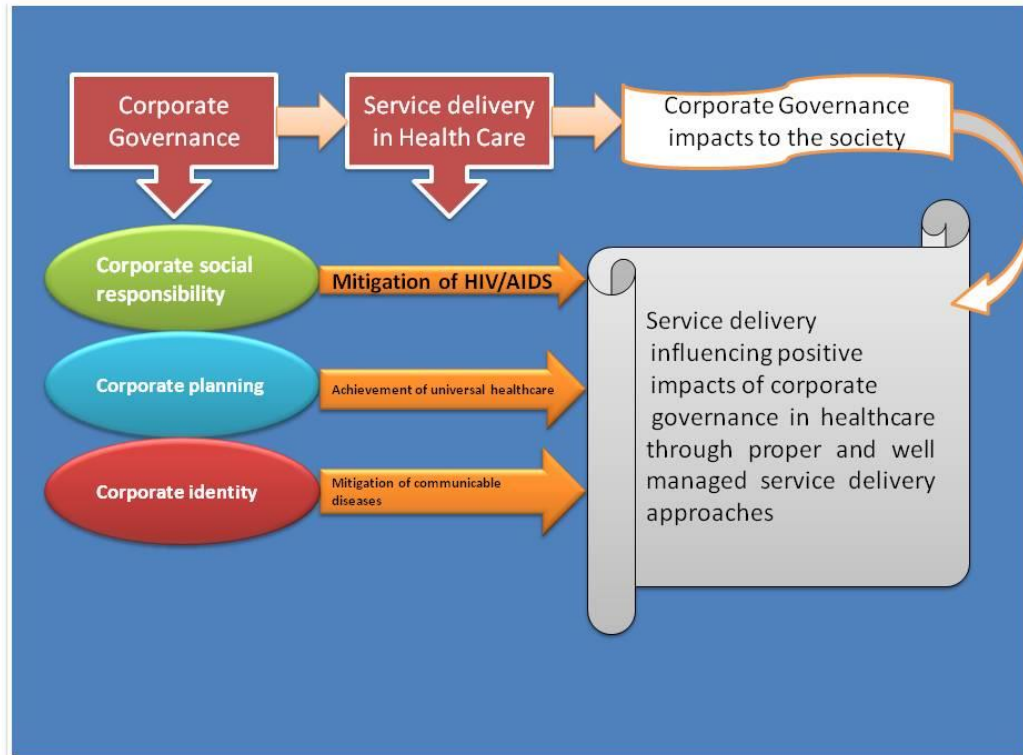 Corporate
Governance
Service delivery
in Health Care
Corporate Governance
impacts to the society
Corporate social
responsibility
Mitigation of HIV/AIDS
Corporate planning
Achievement of universal healthcare
Corporate identity
Mitigation of communicable
diseases
Service delivery
influencing positive
impacts of corporate
governance in healthcare
through proper and well
managed service delivery
approaches